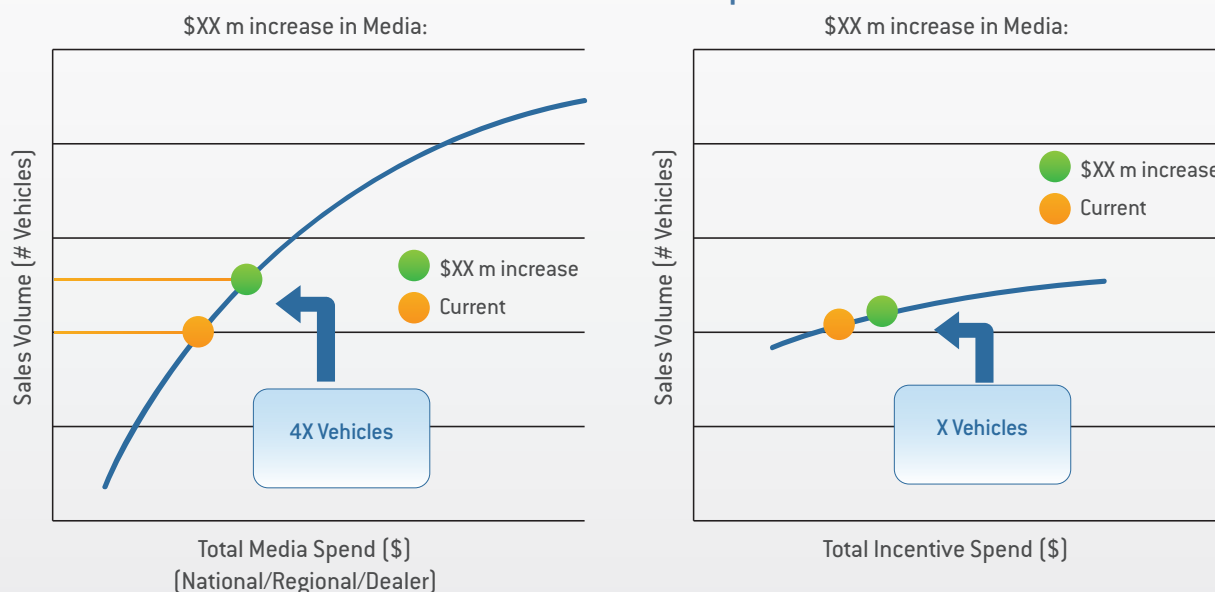 $XX m increase in Media:
Sales Volume (# Vehicles)
$XX m increase
Current
4X Vehicles
Total Media Spend ($)
(National/Regional/Dealer)
$XX m increase in Media:
Sales Volume (# Vehicles)
$XX m increase
Current
X Vehicles
Total Incentive Spend ($)